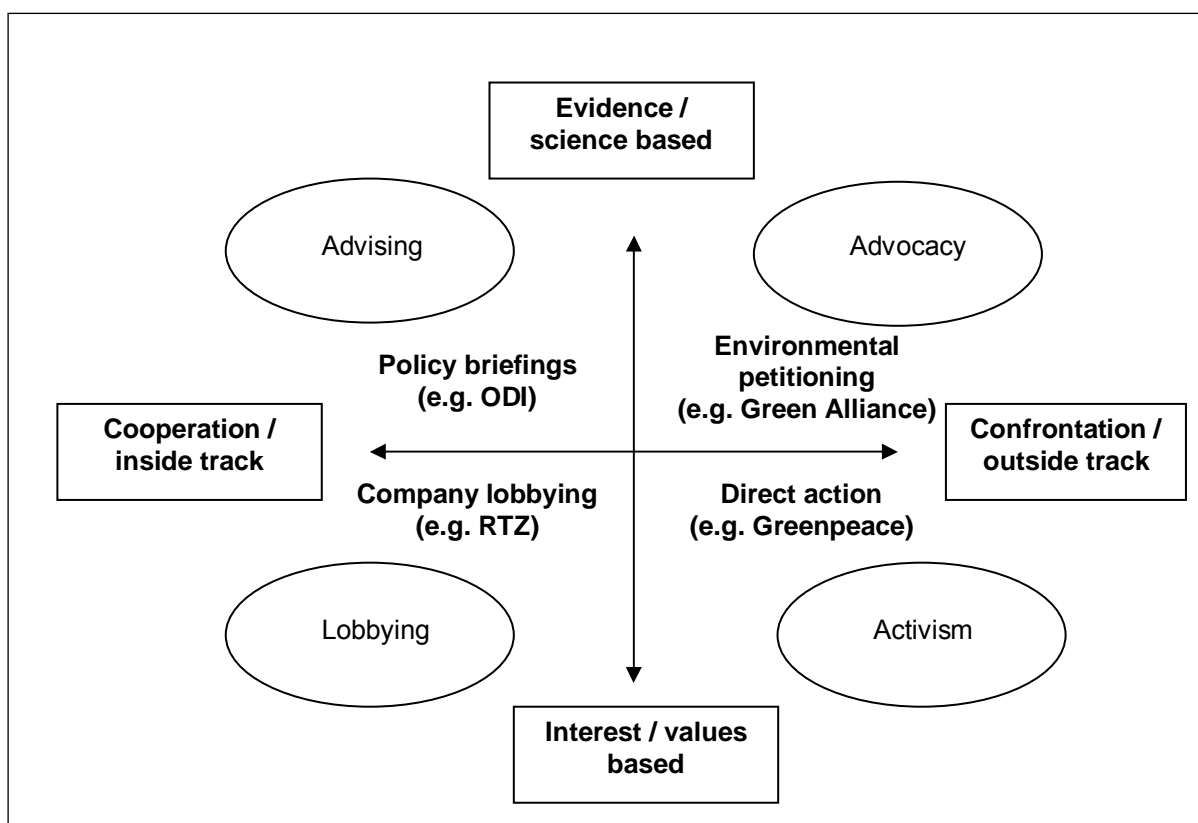 Evidence /
science based
Advising
Advocacy
Policy briefings
(e.g. ODI)
Environmental
petitioning
(e.g. Green Alliance)
Cooperation /
inside track
Confrontation /
outside track
Company lobbying
(e.g. RTZ)
Direct action
(e.g. Greenpeace)
Lobbying
Activism
Interest / values
based